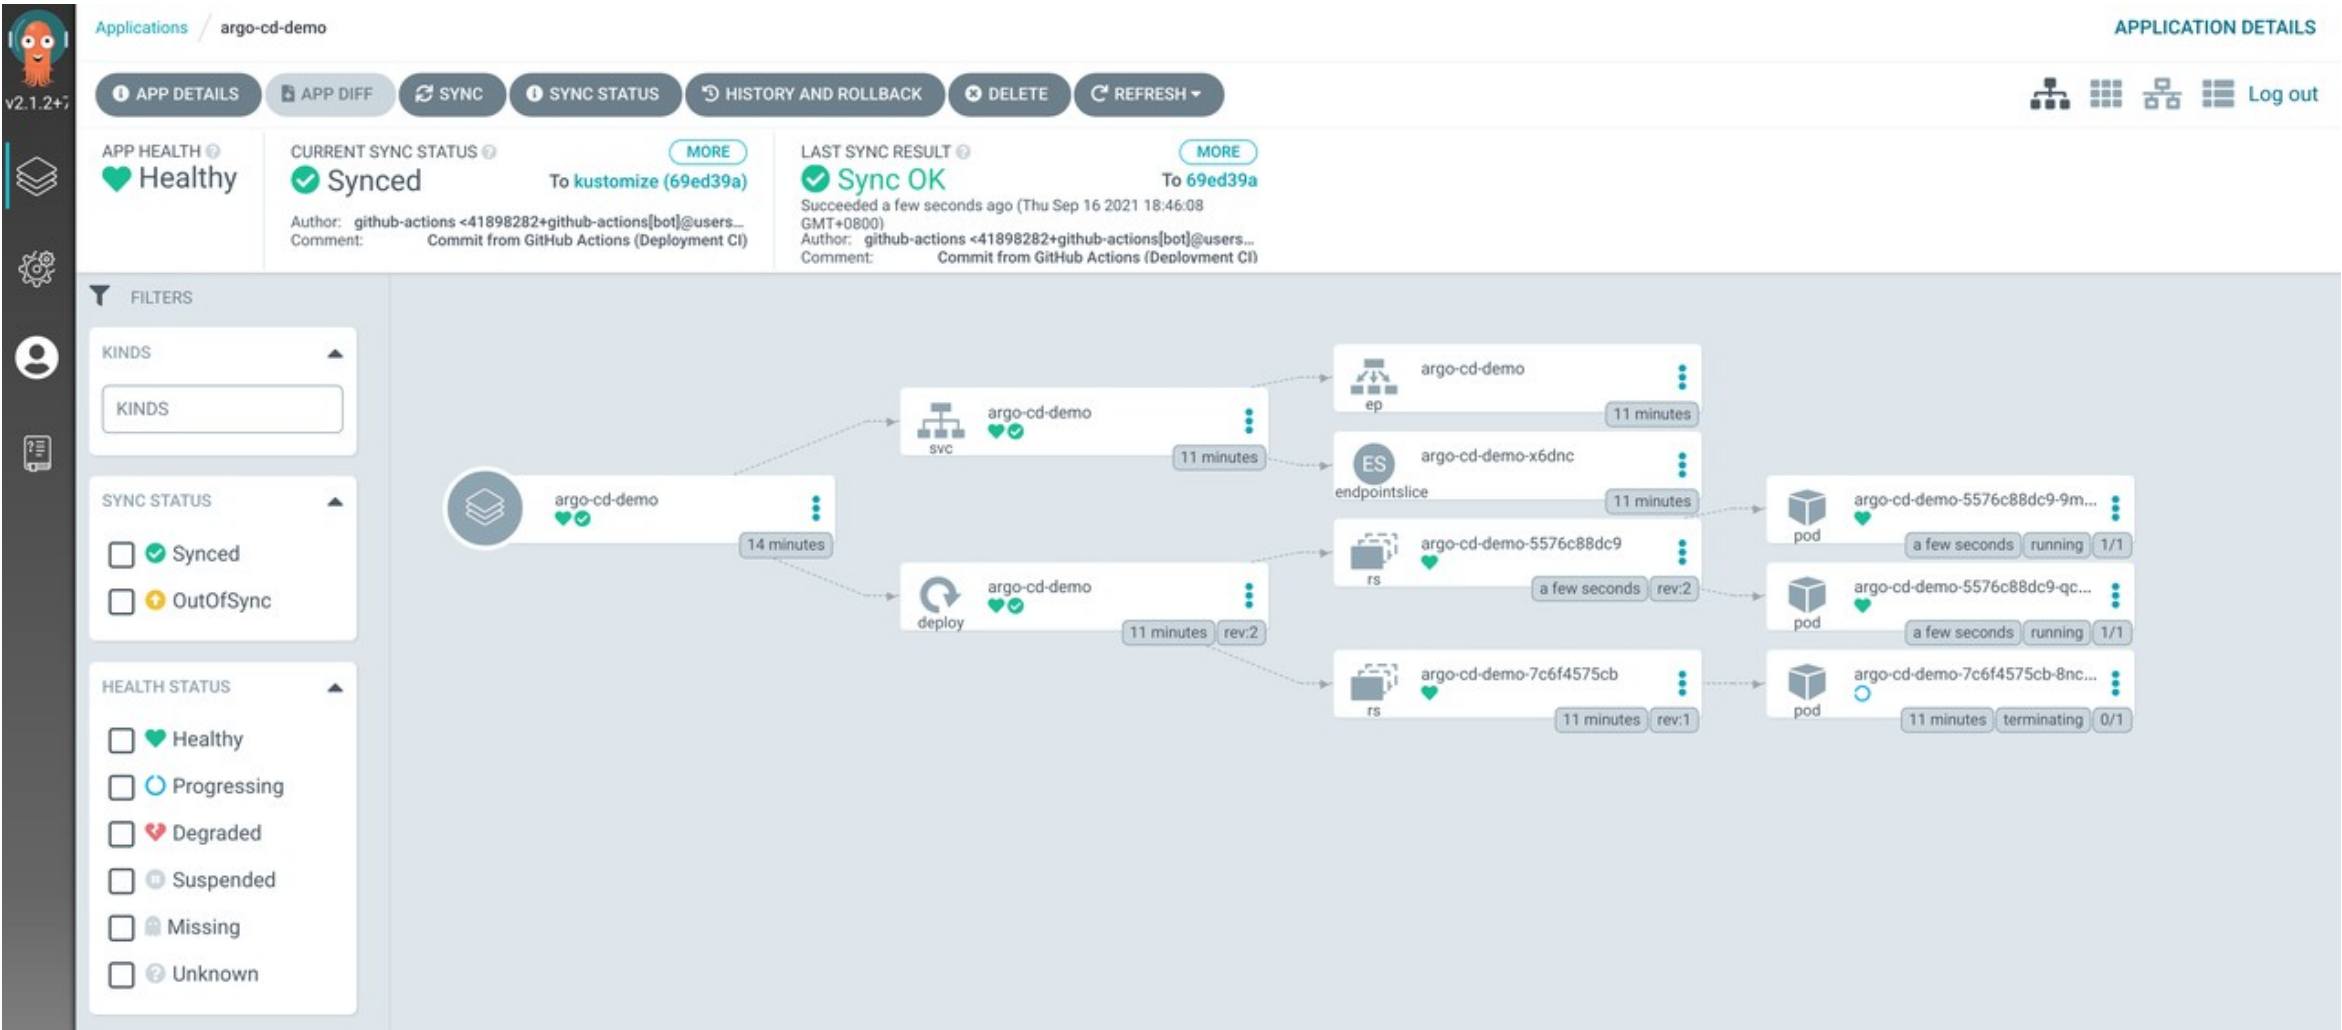 Applications / argo-cd-demo
APPLICATION DETAILS
v2.1.2+7
APP DETAILS
APP DIFF
SYNC
SYNC STATUS
HISTORY AND ROLLBACK
DELETE
REFRESH
Log out
APP HEALTH
Healthy
CURRENT SYNC STATUS
MORE
Synced
To kustomize (69ed39a)
Author: github-actions <41898282+github-actions[bot]@users...
Comment: Commit from GitHub Actions (Deployment CI)
LAST SYNC RESULT
MORE
Sync OK
To 69ed39a
Succeeded a few seconds ago (Thu Sep 16 2021 18:46:08
GMT+0800)
Author: github-actions <41898282+github-actions[bot]@users...
Comment: Commit from GitHub Actions (Deployment CI)
FILTERS
KINDS
KINDS
SYNC STATUS
Synced
OutOfSync
HEALTH STATUS
Healthy
Progressing
Degraded
Suspended
Missing
Unknown
argo-cd-demo
14 minutes
argo-cd-demo
svc
11 minutes
argo-cd-demo
deploy
11 minutes rev:2
argo-cd-demo
ep
11 minutes
ES
argo-cd-demo-x6dnc
endpointslice
11 minutes
argo-cd-demo-5576c88dc9
rs
a few seconds rev:2
argo-cd-demo-7c6f4575cb
rs
11 minutes rev:1
argo-cd-demo-5576c88dc9-9m...
pod
a few seconds running 1/1
argo-cd-demo-5576c88dc9-qc...
pod
a few seconds running 1/1
argo-cd-demo-7c6f4575cb-8nc...
pod
11 minutes terminating 0/1